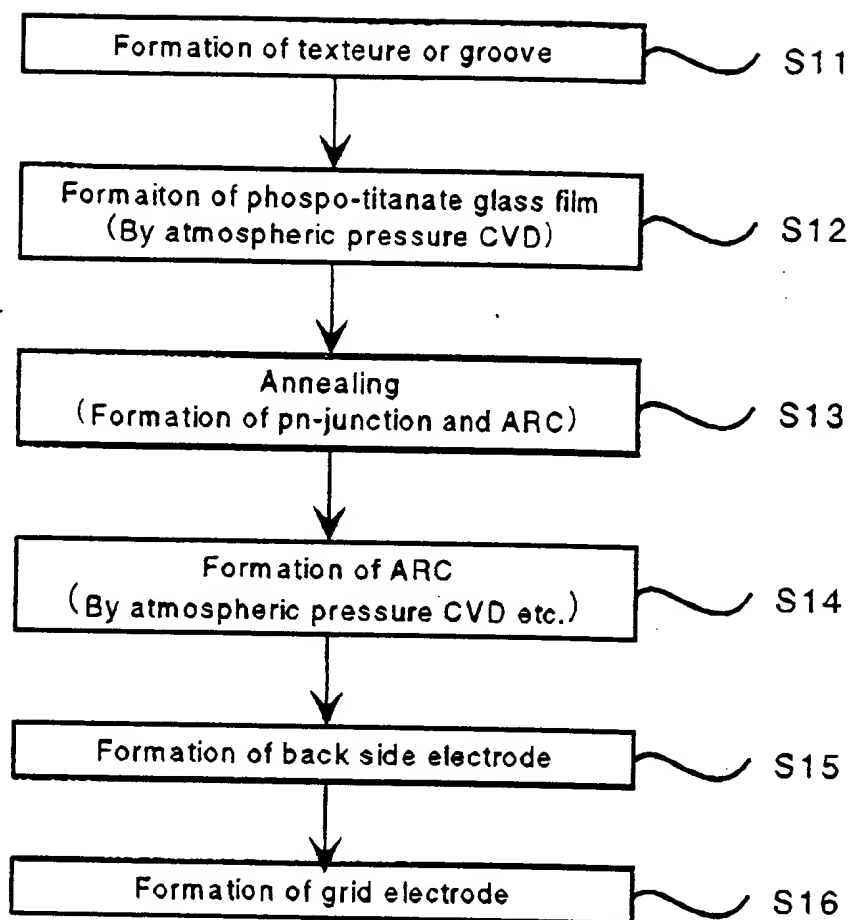 Formation of texteure or groove
S11
Formaiton of phospo-titanate glass film
(By atmospheric pressure CVD)
S12
Annealing
(Formation of pn-junction and ARC)
S13
Formation of ARC
(By atmospheric pressure CVD etc.)
S14
Formation of back side electrode
S15
Formation of grid electrode
S16